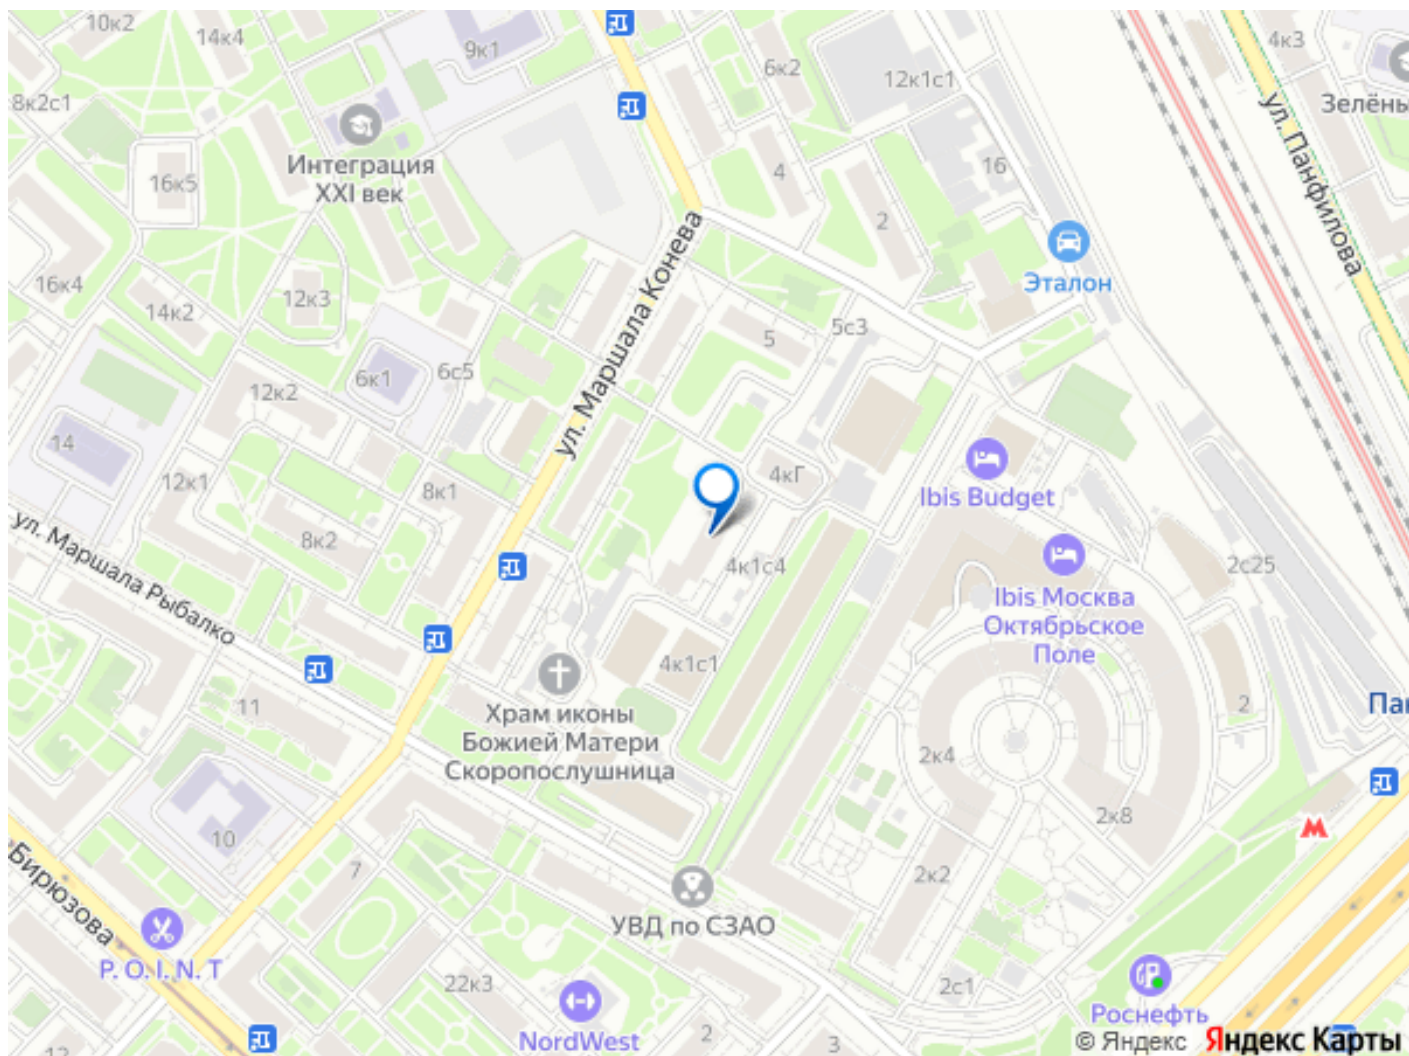 10к2
14к4
9к1
6к2
12к1с1
4к3
8к2с1
Зелёны
ул. Панфилова
Интеграция
XXI век
16к5
4
16
2
ул. Маршала Конева
Эталон
16к4
12к3
14к2
5с3
5
6к1
6с5
12к2
14
12к1
8к1
4кГ
Ibis Budget
8к2
ул. Маршала Рыбалко
4к1с4
2с25
Ibis Москва
Октябрьское
Поле
4к1с1
2
Пан
11
Храм иконы
Божией Матери
Скоропослушница
2к4
2к8
10
7
2к2
Бирюзова
УВД по СЗАО
P. O. I. N. T
22к3
2с1
Роснефть
NordWest
2
3
12
© Яндекс
Яндекс Карты